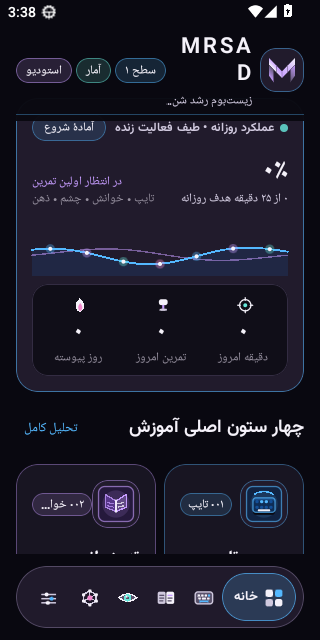 3:38
MRSA
D
سطح ۱
آمار
استودیو
زیست‌بوم رشد شن…
عملکرد روزانه • طیف فعالیت زنده
آمادهٔ شروع
۰٪
در انتظار اولین تمرین
۰ از ۲۵ دقیقه هدف روزانه
تایپ • خوانش • چشم • ذهن
۰
۰
۰
دقیقه امروز
تمرین امروز
روز پیوسته
چهار ستون اصلی آموزش
تحلیل کامل
۰۰۱ تایپ
۰۰۲ خوا…
خانه